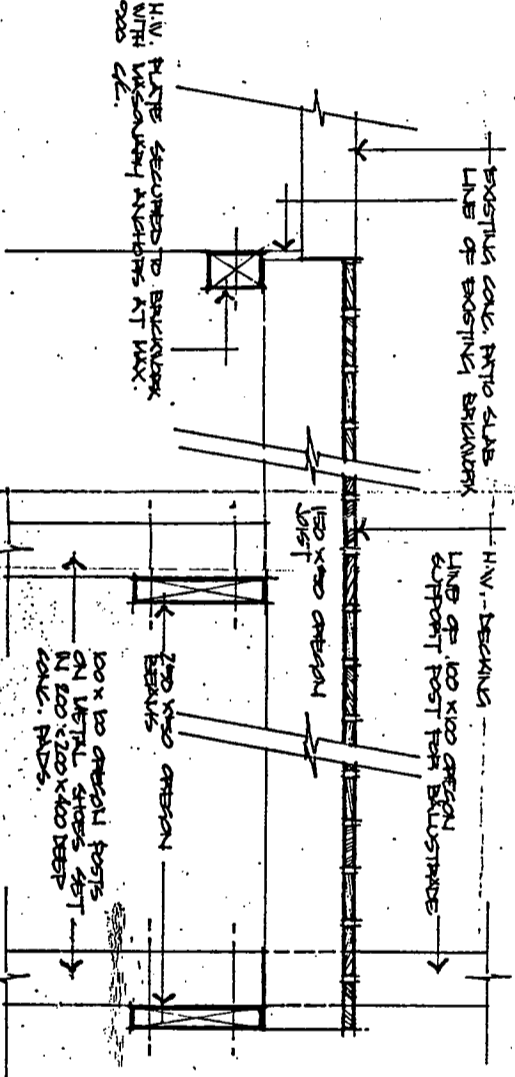 EXISTING CONC. PATIO SLAB
LINE OF EXISTING BRICKWORK
H.W. DECKING
LINE OF 100 X 100 OREGON
SUPPORT POST FOR BALUSTRADE
150 X 50 OREGON
JOIST
H.W. PLATE SECURED TO BRICKWORK
WITH MASONRY ANCHORS AT MAX.
900 C/C.
250 X 50 OREGON
BEAMS
100 X 100 OREGON POSTS
ON METAL SHOES SET
IN 200 X 200 X 400 DEEP
CONC. PADS.